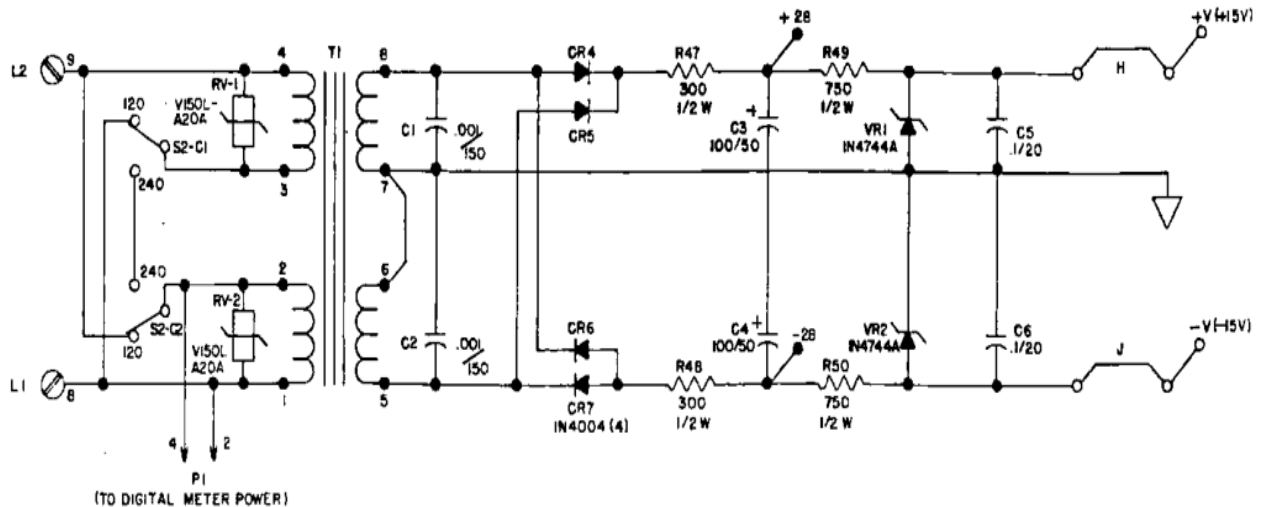 +V(+15V)
+28
L2
9
4
T1
8
CR4
R47
300
1/2 W
R49
750
1/2 W
H
RV-1
V150L-
A20A
120
S2-C1
C1
.001
150
CR5
+
C3
100/50
VR1
1N4744A
C5
.1/20
3
7
240
240
2
6
RV-2
S2-C2
120
V150L
A20A
C2
.001
150
CR6
+
C4
100/50
-28
VR2
1N4744A
C6
.1/20
-V(-15V)
J
L1
8
1
5
CR7
1N4004 (4)
R48
300
1/2 W
R50
750
1/2 W
4
2
P1
(TO DIGITAL METER POWER)